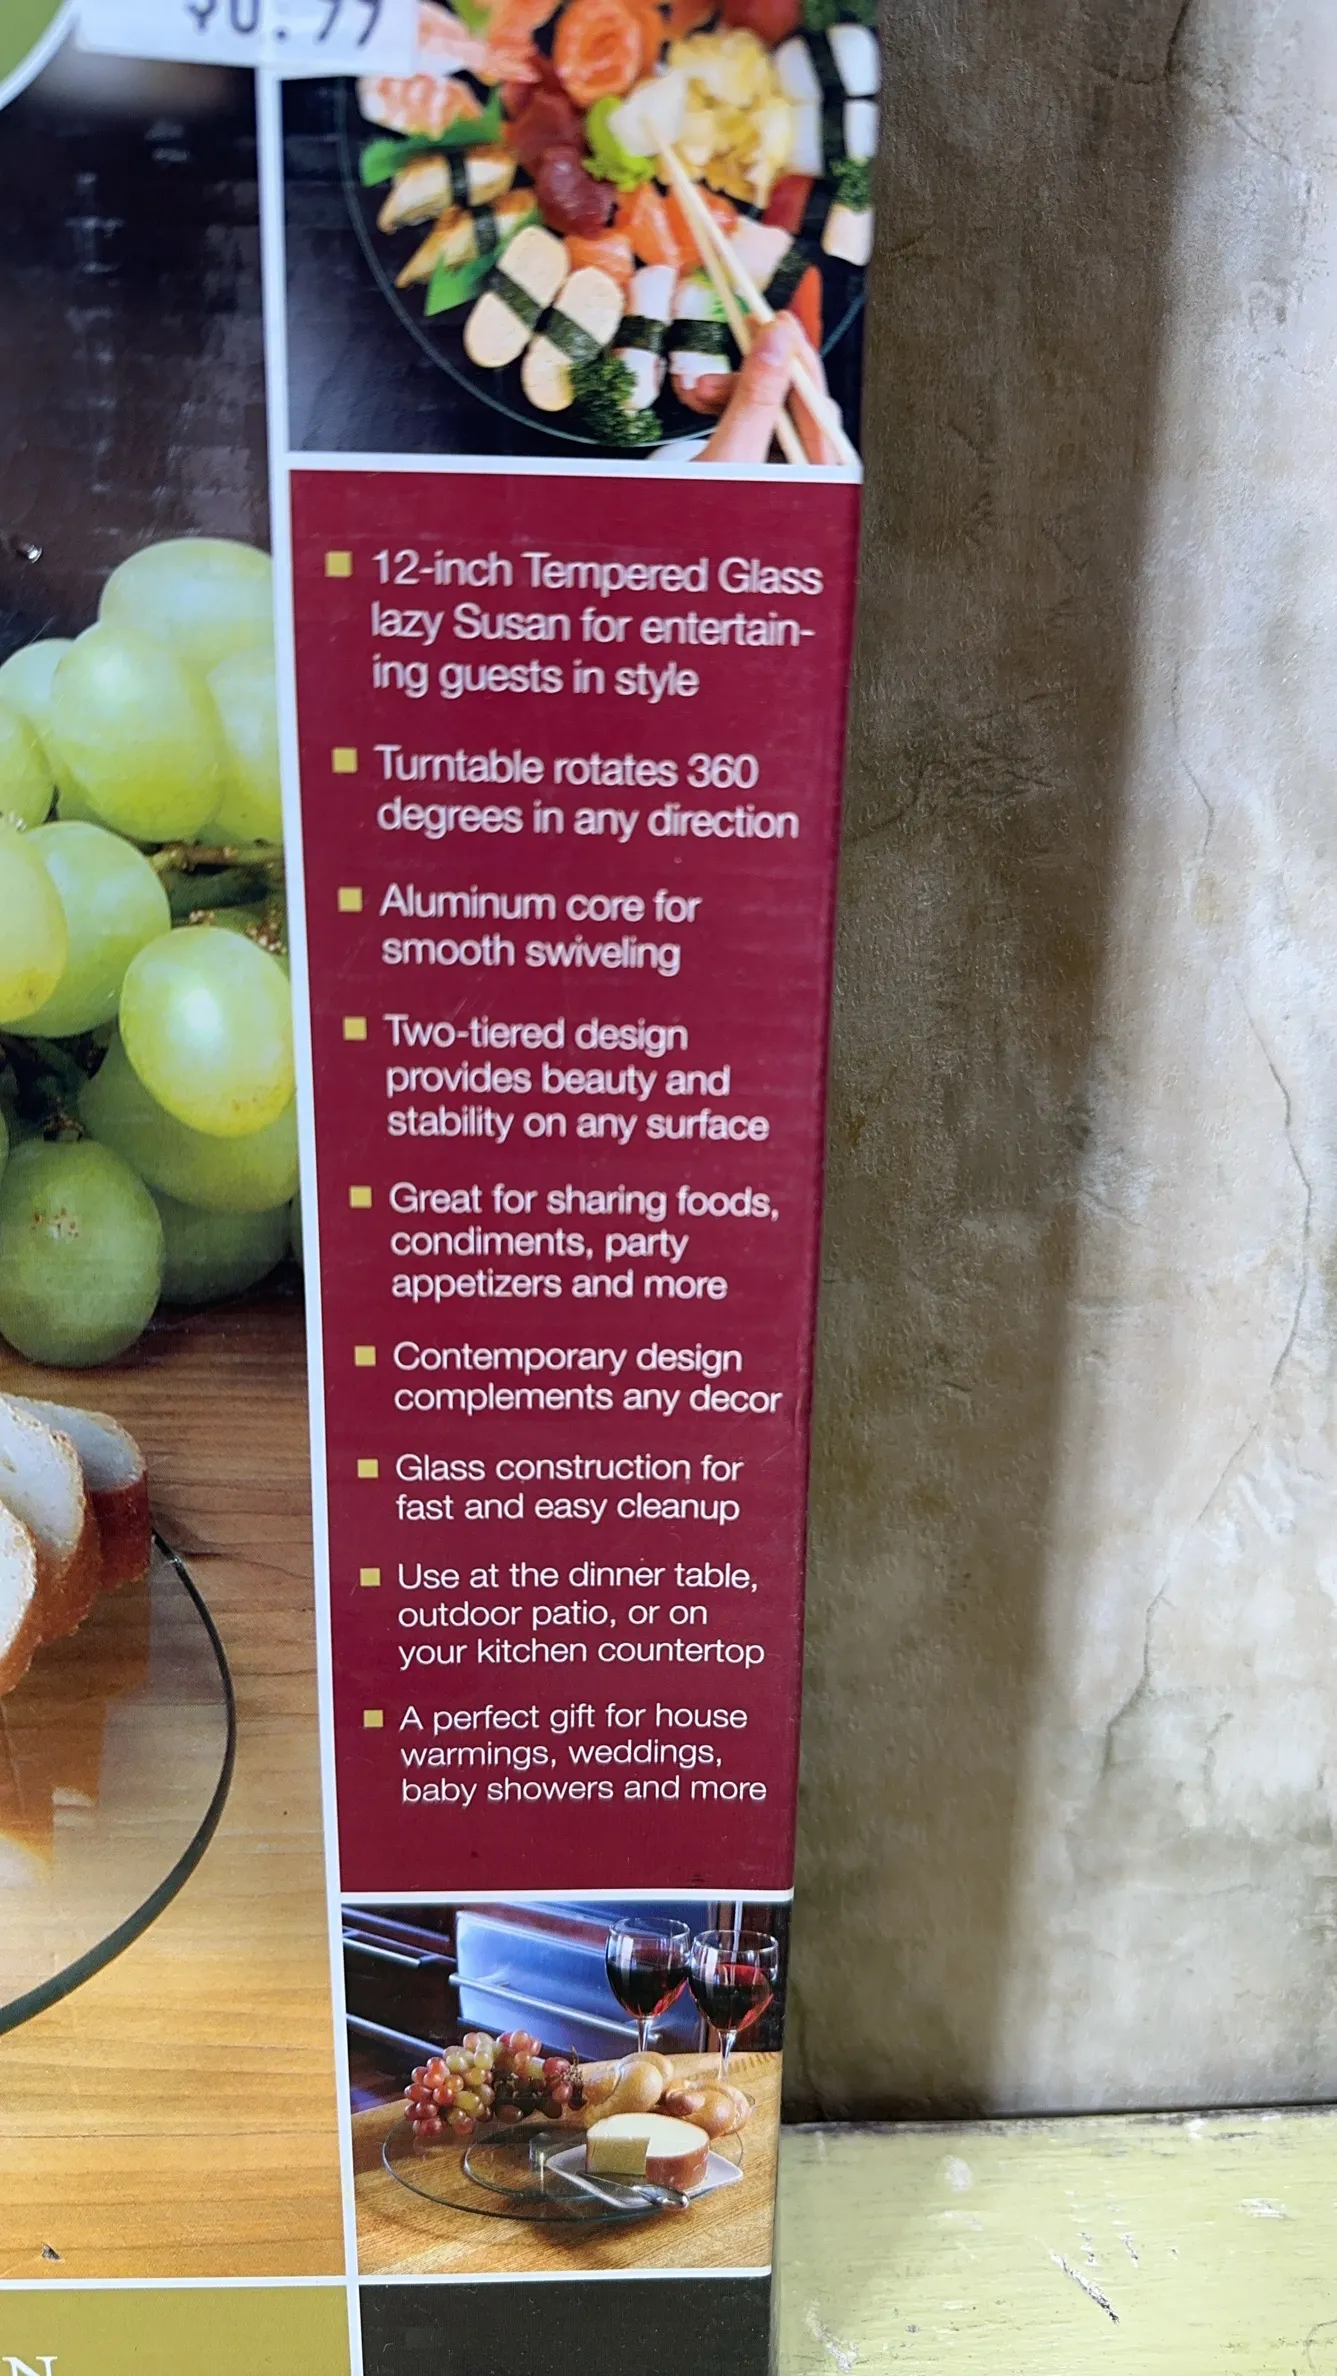 12-inch Tempered Glass
lazy Susan for entertain-
ing guests in style
Turntable rotates 360
degrees in any direction
Aluminum core for
smooth swiveling
Two-tiered design
provides beauty and
stability on any surface
Great for sharing foods,
condiments, party
appetizers and more
Contemporary design
complements any decor
Glass construction for
fast and easy cleanup
Use at the dinner table,
outdoor patio, or on
your kitchen countertop
A perfect gift for house
warmings, weddings,
baby showers and more
N